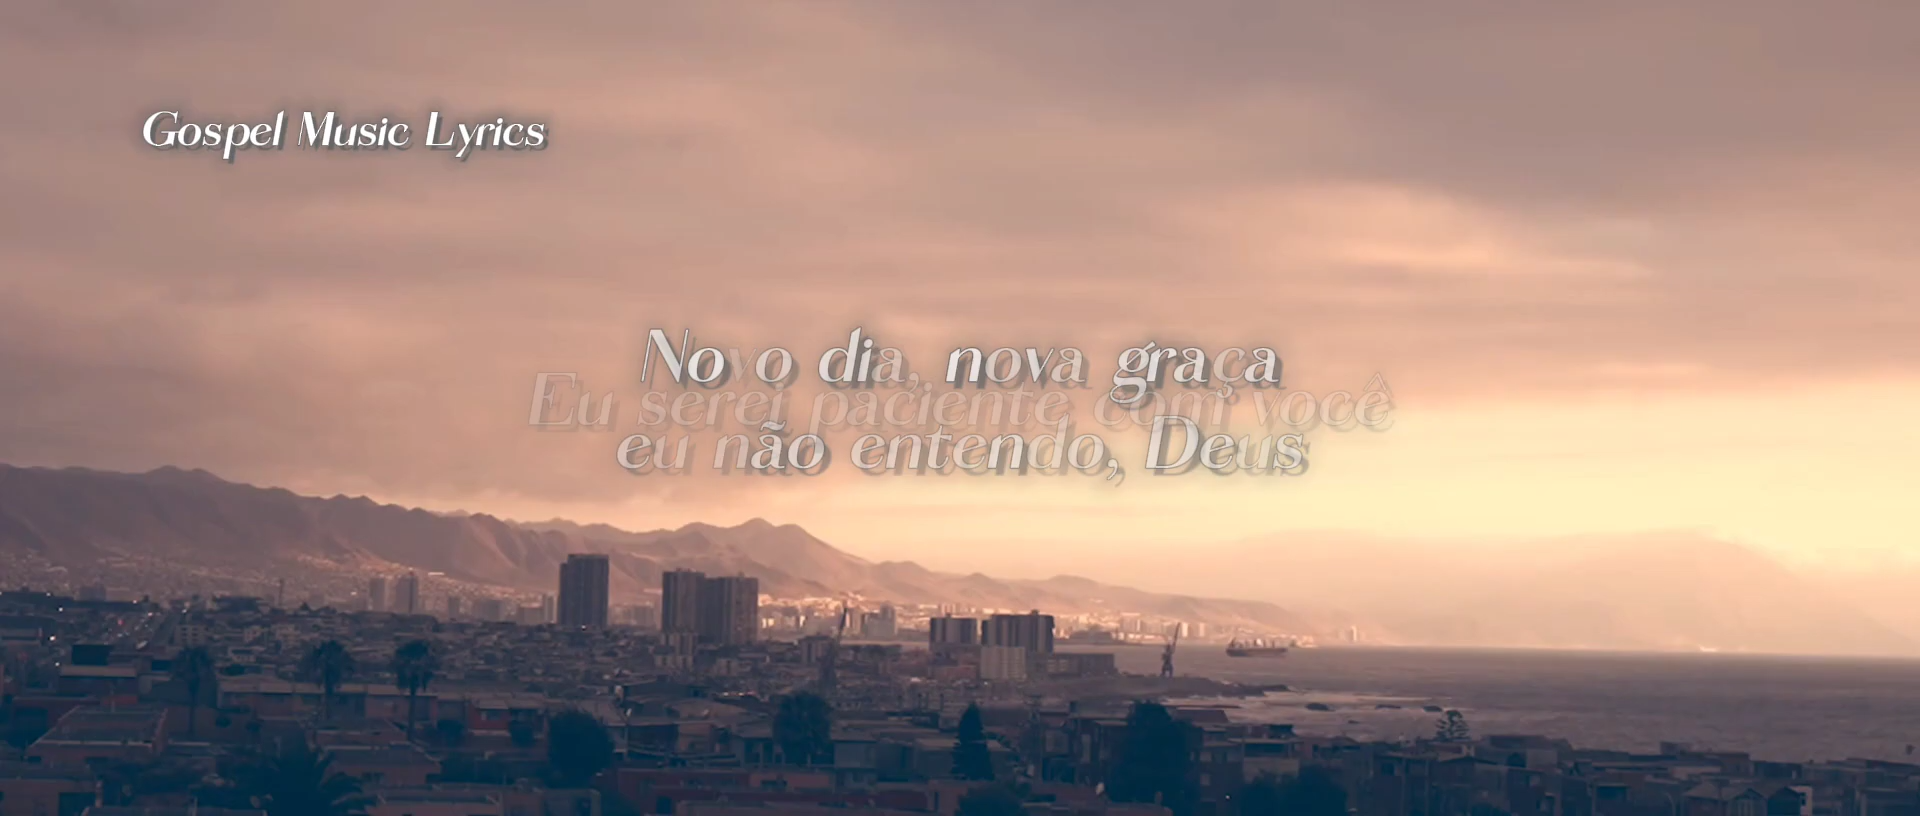 Gospel Music Lyrics
Novo dia, nova graça
Eu serei paciente com você
eu não entendo, Deus